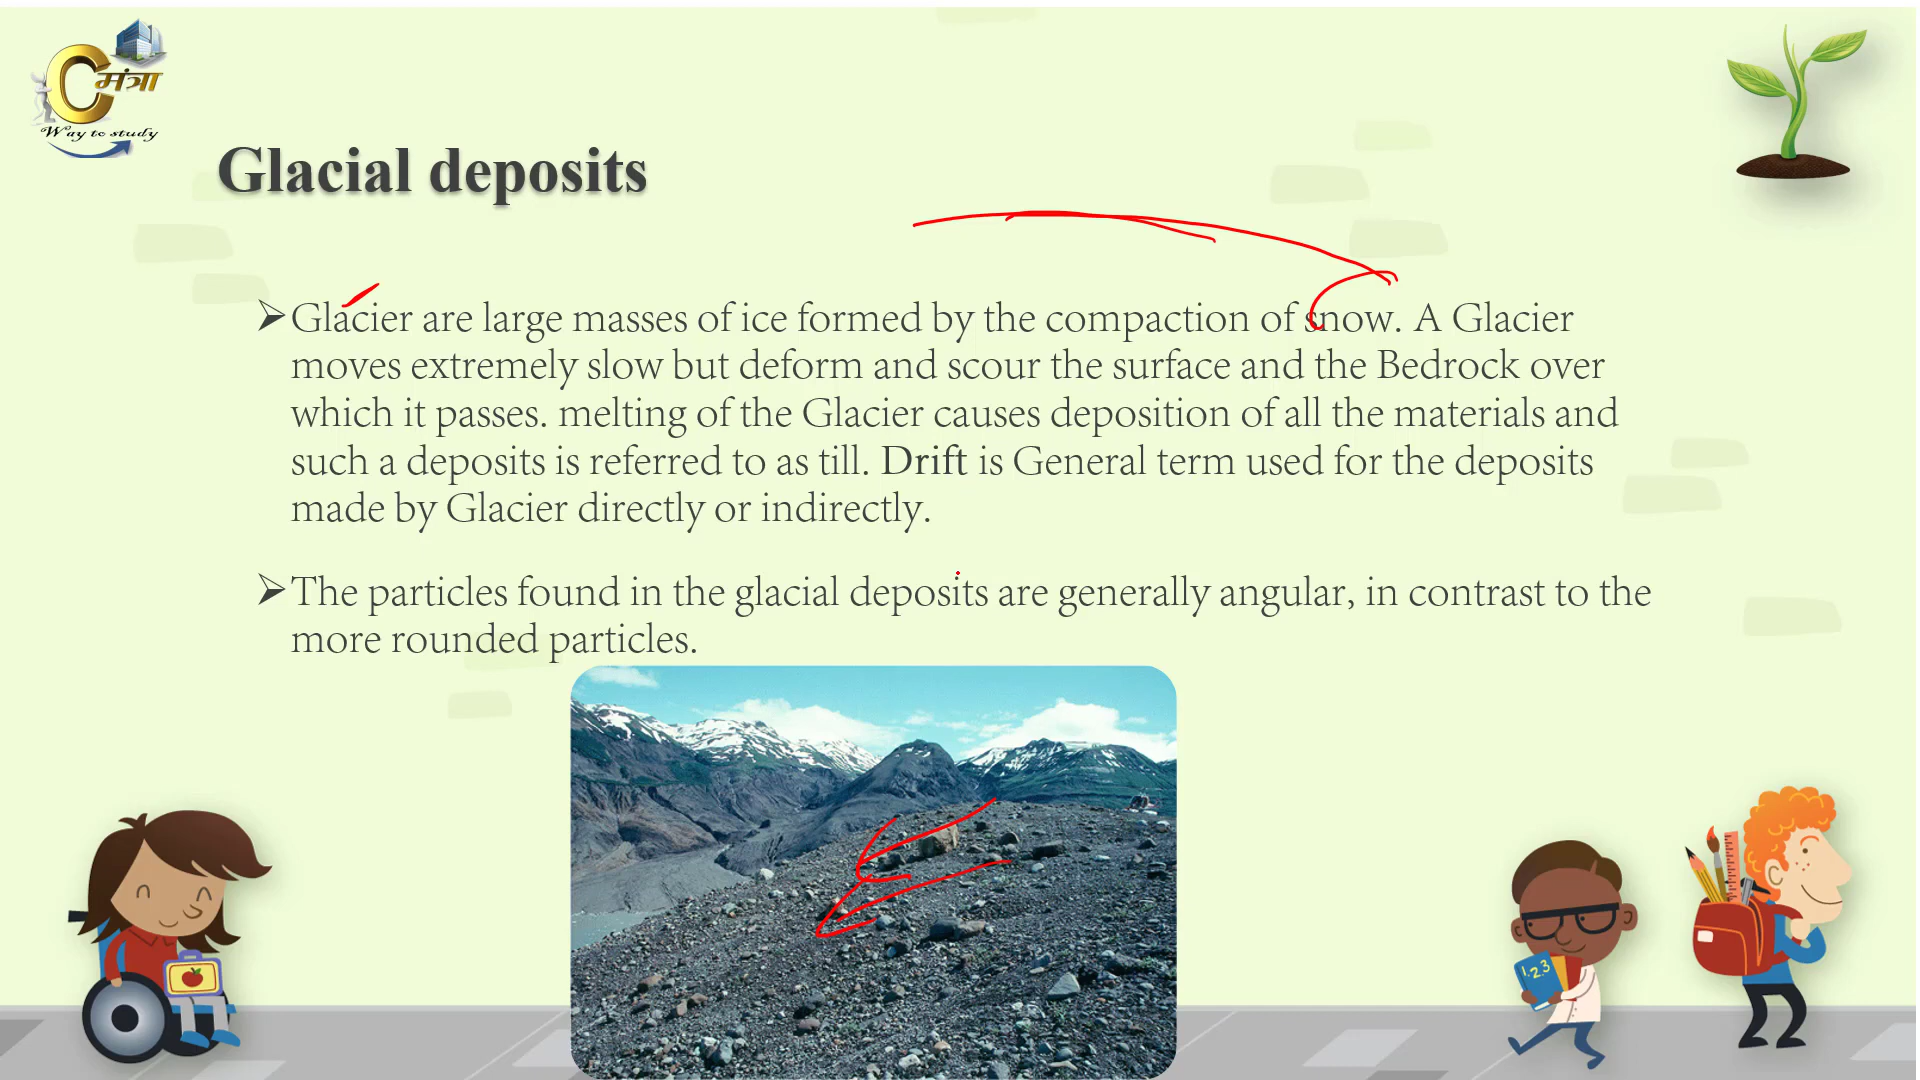 C मंत्रा
Way to study
Glacial deposits
➢Glacier are large masses of ice formed by the compaction of snow. A Glacier
moves extremely slow but deform and scour the surface and the Bedrock over
which it passes. melting of the Glacier causes deposition of all the materials and
such a deposits is referred to as till. Drift is General term used for the deposits
made by Glacier directly or indirectly.
➢The particles found in the glacial deposits are generally angular, in contrast to the
more rounded particles.
1.2.3